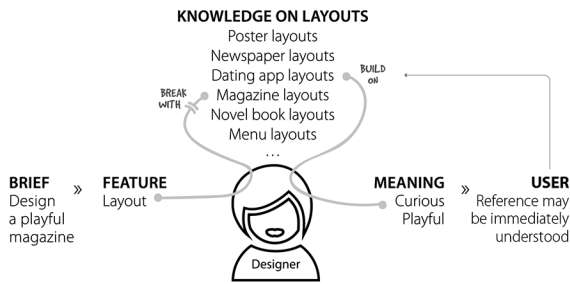 KNOWLEDGE ON LAYOUTS
Poster layouts
Newspaper layouts
Dating app layouts
Magazine layouts
Novel book layouts
Menu layouts
...
BREAK
WITH
BUILD
ON
BRIEF
Design
a playful
magazine
»
FEATURE
Layout
Designer
MEANING
Curious
Playful
»
USER
Reference may
be immediately
understood